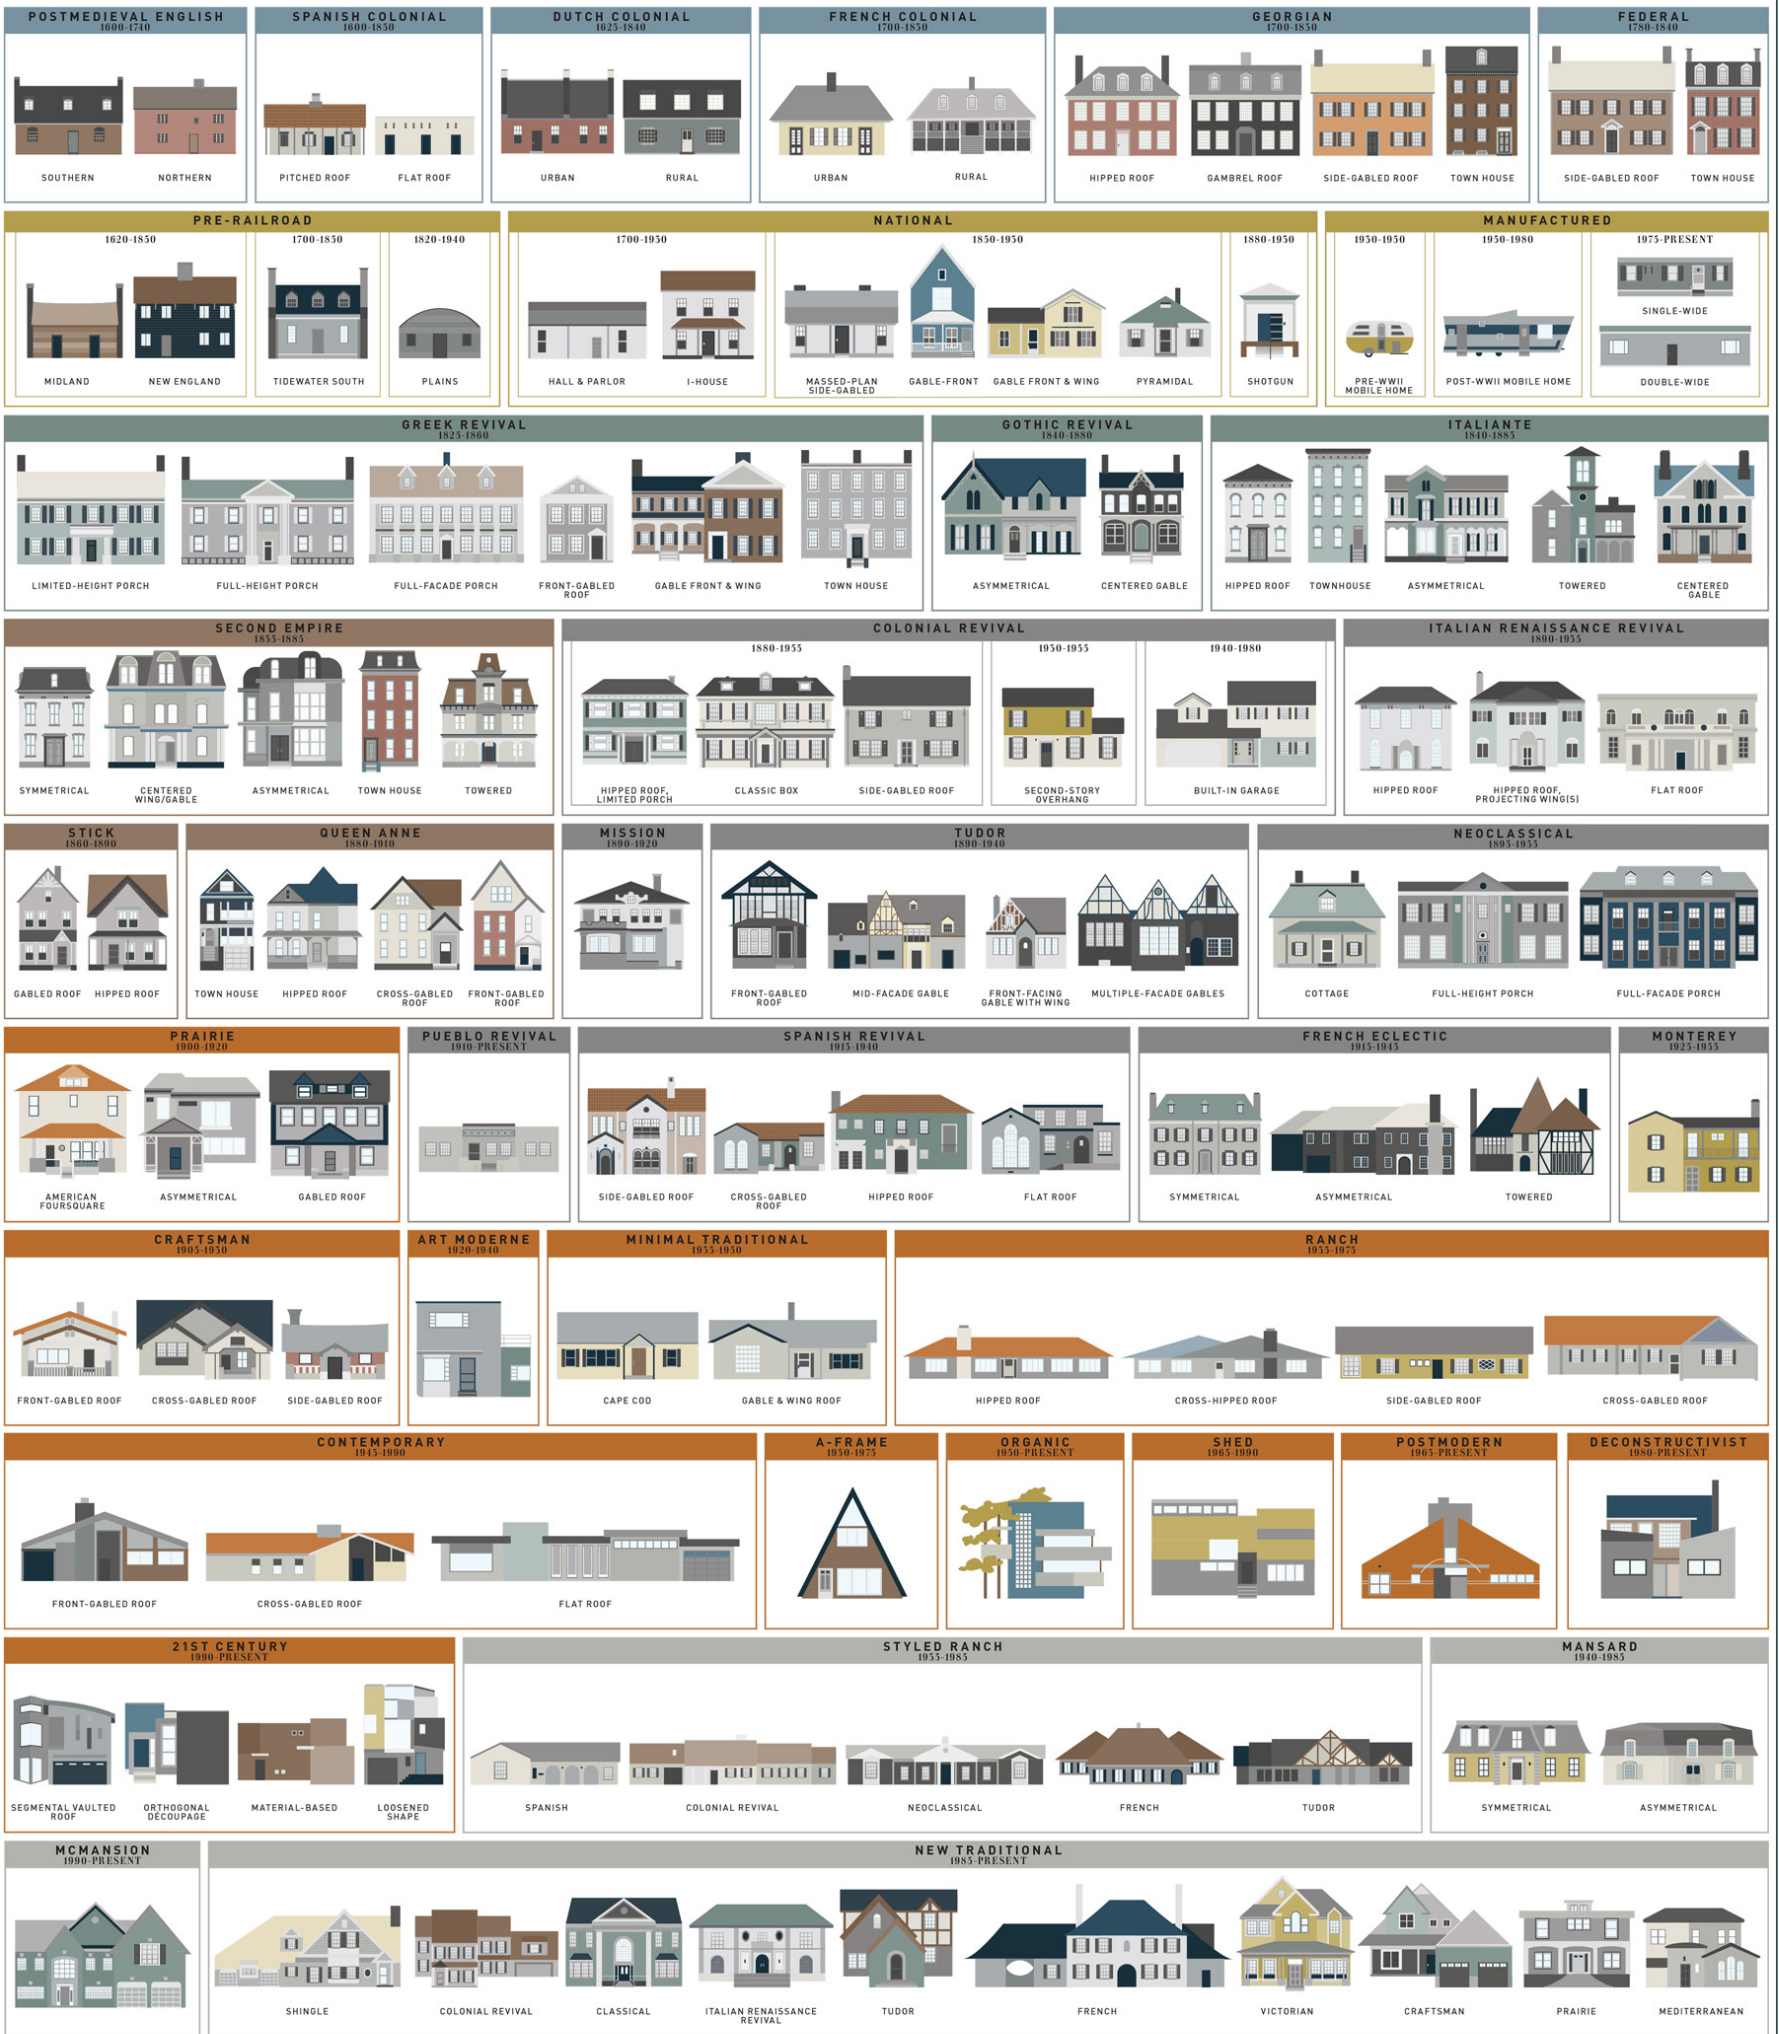 POSTMEDIEVAL ENGLISH
1600-1740
SOUTHERN
NORTHERN
SPANISH COLONIAL
1600-1850
PITCHED ROOF
FLAT ROOF
DUTCH COLONIAL
1625-1840
URBAN
RURAL
FRENCH COLONIAL
1700-1830
URBAN
RURAL
GEORGIAN
1700-1830
HIPPED ROOF
GAMBREL ROOF
SIDE-GABLED ROOF
TOWN HOUSE
FEDERAL
1780-1840
SIDE-GABLED ROOF
TOWN HOUSE
PRE-RAILROAD
1620-1850
MIDLAND
NEW ENGLAND
1700-1850
TIDEWATER SOUTH
1820-1940
PLAINS
NATIONAL
1700-1930
HALL & PARLOR
I-HOUSE
1850-1930
MASSED-PLAN
SIDE-GABLED
GABLE-FRONT
GABLE FRONT & WING
PYRAMIDAL
1880-1930
SHOTGUN
MANUFACTURED
1930-1950
PRE-WWII
MOBILE HOME
1950-1980
POST-WWII MOBILE HOME
1975-PRESENT
SINGLE-WIDE
DOUBLE-WIDE
GREEK REVIVAL
1825-1860
LIMITED-HEIGHT PORCH
FULL-HEIGHT PORCH
FULL-FACADE PORCH
FRONT-GABLED
ROOF
GABLE FRONT & WING
TOWN HOUSE
GOTHIC REVIVAL
1840-1880
ASYMMETRICAL
CENTERED GABLE
ITALIANTE
1840-1885
HIPPED ROOF
TOWNHOUSE
ASYMMETRICAL
TOWERED
CENTERED
GABLE
SECOND EMPIRE
1855-1885
SYMMETRICAL
CENTERED
WING/GABLE
ASYMMETRICAL
TOWN HOUSE
TOWERED
COLONIAL REVIVAL
1880-1955
HIPPED ROOF,
LIMITED PORCH
CLASSIC BOX
SIDE-GABLED ROOF
1930-1955
SECOND-STORY
OVERHANG
1940-1980
BUILT-IN GARAGE
ITALIAN RENAISSANCE REVIVAL
1890-1935
HIPPED ROOF
HIPPED ROOF,
PROJECTING WING(S)
FLAT ROOF
STICK
1860-1890
GABLED ROOF
HIPPED ROOF
QUEEN ANNE
1880-1910
TOWN HOUSE
HIPPED ROOF
CROSS-GABLED
ROOF
FRONT-GABLED
ROOF
MISSION
1890-1920
TUDOR
1890-1940
FRONT-GABLED
ROOF
MID-FACADE GABLE
FRONT-FACING
GABLE WITH WING
MULTIPLE-FACADE GABLES
NEOCLASSICAL
1895-1955
COTTAGE
FULL-HEIGHT PORCH
FULL-FACADE PORCH
PRAIRIE
1900-1920
AMERICAN
FOURSQUARE
ASYMMETRICAL
GABLED ROOF
PUEBLO REVIVAL
1910-PRESENT
SPANISH REVIVAL
1915-1940
SIDE-GABLED ROOF
CROSS-GABLED
ROOF
HIPPED ROOF
FLAT ROOF
FRENCH ECLECTIC
1915-1945
SYMMETRICAL
ASYMMETRICAL
TOWERED
MONTEREY
1925-1955
CRAFTSMAN
1905-1930
FRONT-GABLED ROOF
CROSS-GABLED ROOF
SIDE-GABLED ROOF
ART MODERNE
1920-1940
MINIMAL TRADITIONAL
1935-1950
CAPE COD
GABLE & WING ROOF
RANCH
1935-1975
HIPPED ROOF
CROSS-HIPPED ROOF
SIDE-GABLED ROOF
CROSS-GABLED ROOF
CONTEMPORARY
1945-1990
FRONT-GABLED ROOF
CROSS-GABLED ROOF
FLAT ROOF
A-FRAME
1950-1975
ORGANIC
1950-PRESENT
SHED
1965-1990
POSTMODERN
1965-PRESENT
DECONSTRUCTIVIST
1980-PRESENT
21ST CENTURY
1990-PRESENT
SEGMENTAL VAULTED
ROOF
ORTHOGONAL
DÉCOUPAGE
MATERIAL-BASED
LOOSENED
SHAPE
STYLED RANCH
1935-1985
SPANISH
COLONIAL REVIVAL
NEOCLASSICAL
FRENCH
TUDOR
MANSARD
1940-1985
SYMMETRICAL
ASYMMETRICAL
MCMANSION
1990-PRESENT
NEW TRADITIONAL
1985-PRESENT
SHINGLE
COLONIAL REVIVAL
CLASSICAL
ITALIAN RENAISSANCE
REVIVAL
TUDOR
FRENCH
VICTORIAN
CRAFTSMAN
PRAIRIE
MEDITERRANEAN